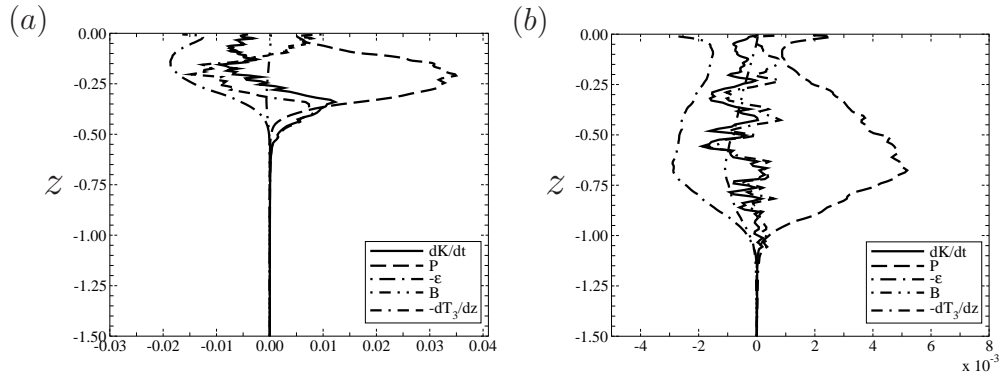 (a)
z
0.00
-0.25
-0.50
-0.75
-1.00
-1.25
-1.50
-0.03
-0.02
-0.01
0.00
0.01
0.02
0.03
0.04
dK/dt
P
-ε
B
-dT3/dz
(b)
z
0.00
-0.25
-0.50
-0.75
-1.00
-1.25
-1.50
-4
-2
0
2
4
6
8
x 10-3
dK/dt
P
-ε
B
-dT3/dz